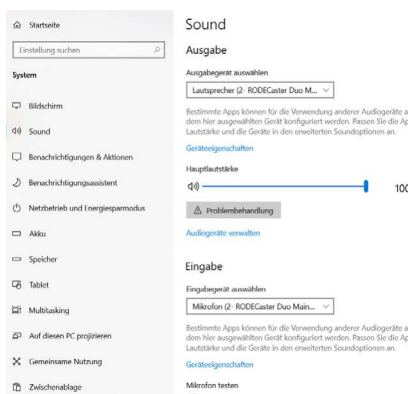 Startseite
Einstellung suchen
System
Bildschirm
Sound
Benachrichtigungen & Aktionen
Benachrichtigungsassistent
Netzbetrieb und Energiesparmodus
Akku
Speicher
Tablet
Multitasking
Auf diesen PC projizieren
Gemeinsame Nutzung
Zwischenablage
Sound
Ausgabe
Ausgabegerät auswählen
Lautsprecher (2- RODECaster Duo M...
Bestimmte Apps können für die Verwendung anderer Audiogeräte a
dem hier ausgewählten Gerät konfiguriert werden. Passen Sie die Ap
Lautstärke und die Geräte in den erweiterten Soundoptionen an.
Geräteeigenschaften
Hauptlautstärke
100
Problembehandlung
Audiogeräte verwalten
Eingabe
Eingabegerät auswählen
Mikrofon (2- RODECaster Duo Main...
Bestimmte Apps können für die Verwendung anderer Audiogeräte a
dem hier ausgewählten Gerät konfiguriert werden. Passen Sie die Ap
Lautstärke und die Geräte in den erweiterten Soundoptionen an.
Geräteeigenschaften
Mikrofon testen